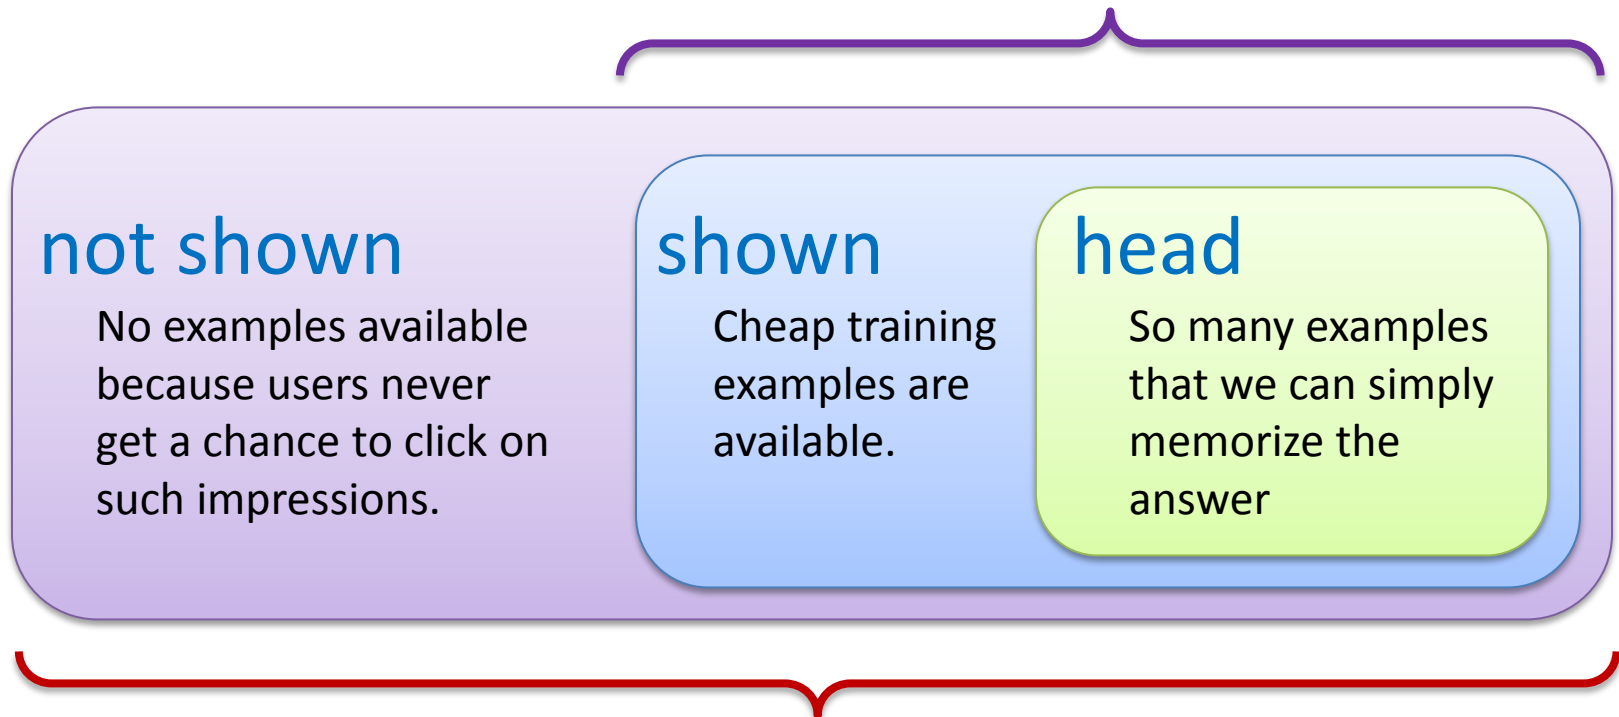 not shown
No examples available
because users never
get a chance to click on
such impressions.
shown
Cheap training
examples are
available.
head
So many examples
that we can simply
memorize the
answer